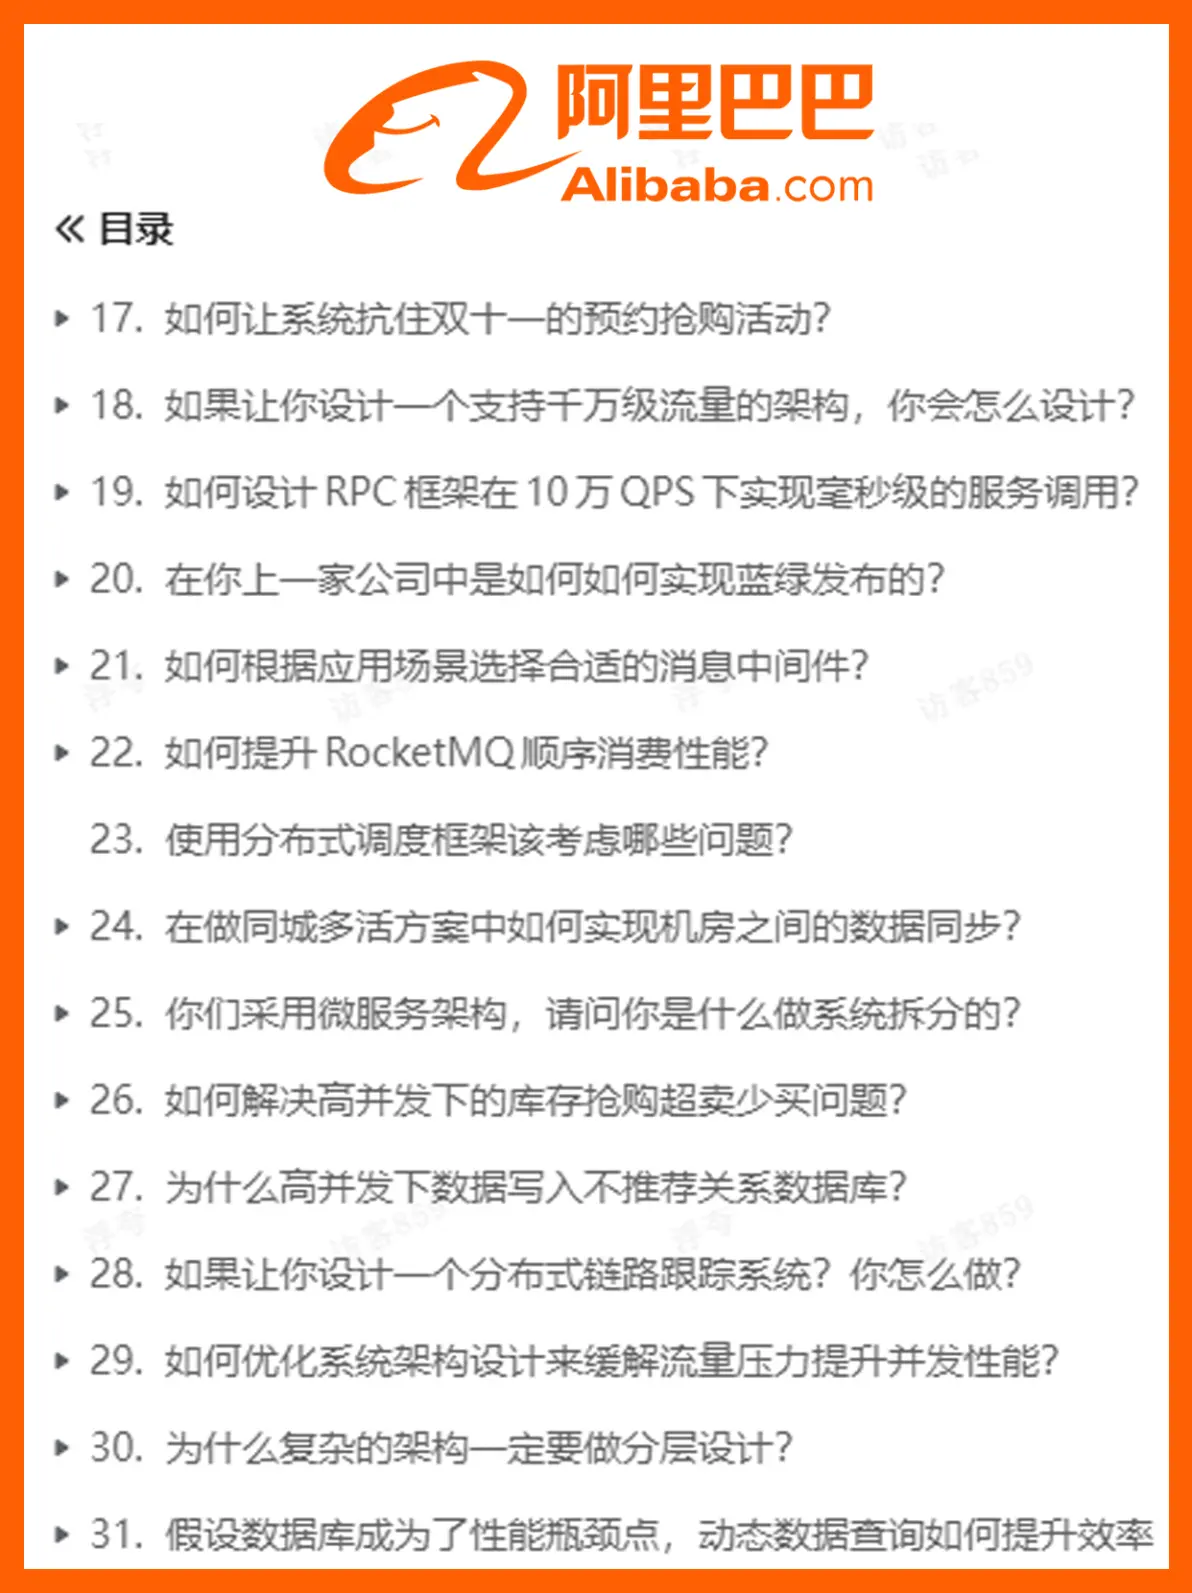 阿里巴巴
Alibaba.com
« 目录
17. 如何让系统抗住双十一的预约抢购活动?
18. 如果让你设计一个支持千万级流量的架构，你会怎么设计?
19. 如何设计 RPC 框架在 10 万 QPS 下实现毫秒级的服务调用?
20. 在你上一家公司中是如何如何实现蓝绿发布的?
21. 如何根据应用场景选择合适的消息中间件?
访客859
22. 如何提升 RocketMQ 顺序消费性能?
23. 使用分布式调度框架该考虑哪些问题?
24. 在做同城多活方案中如何实现机房之间的数据同步?
25. 你们采用微服务架构，请问你是什么做系统拆分的?
26. 如何解决高并发下的库存抢购超卖少买问题?
27. 为什么高并发下数据写入不推荐关系数据库?
访客859 访客859
28. 如果让你设计一个分布式链路跟踪系统? 你怎么做?
29. 如何优化系统架构设计来缓解流量压力提升并发性能?
30. 为什么复杂的架构一定要做分层设计?
31. 假设数据库成为了性能瓶颈点，动态数据查询如何提升效率